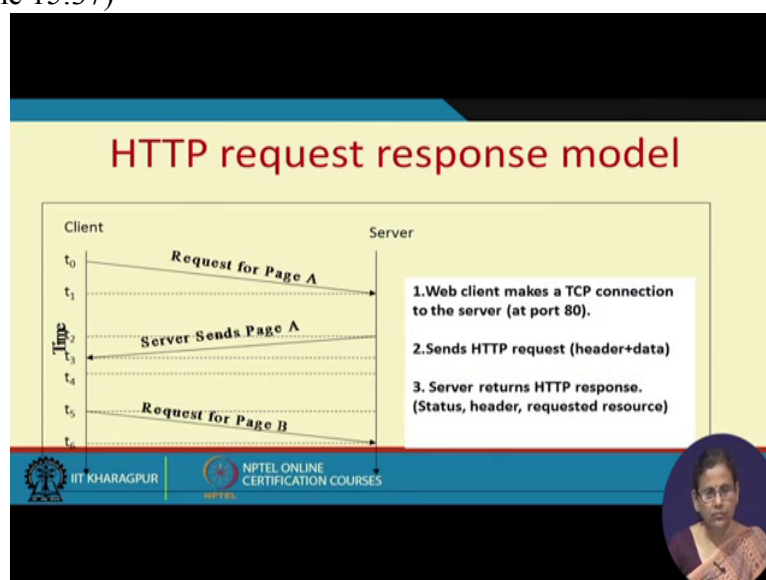 HTTP request response model
Client
Server
t0
Request for Page A
t1
Time
t2
Server Sends Page A
t3
t4
t5
Request for Page B
t6
1.Web client makes a TCP connection
to the server (at port 80).
2.Sends HTTP request (header+data)
3. Server returns HTTP response.
(Status, header, requested resource)
IIT KHARAGPUR
NPTEL ONLINE
CERTIFICATION COURSES
NPTEL